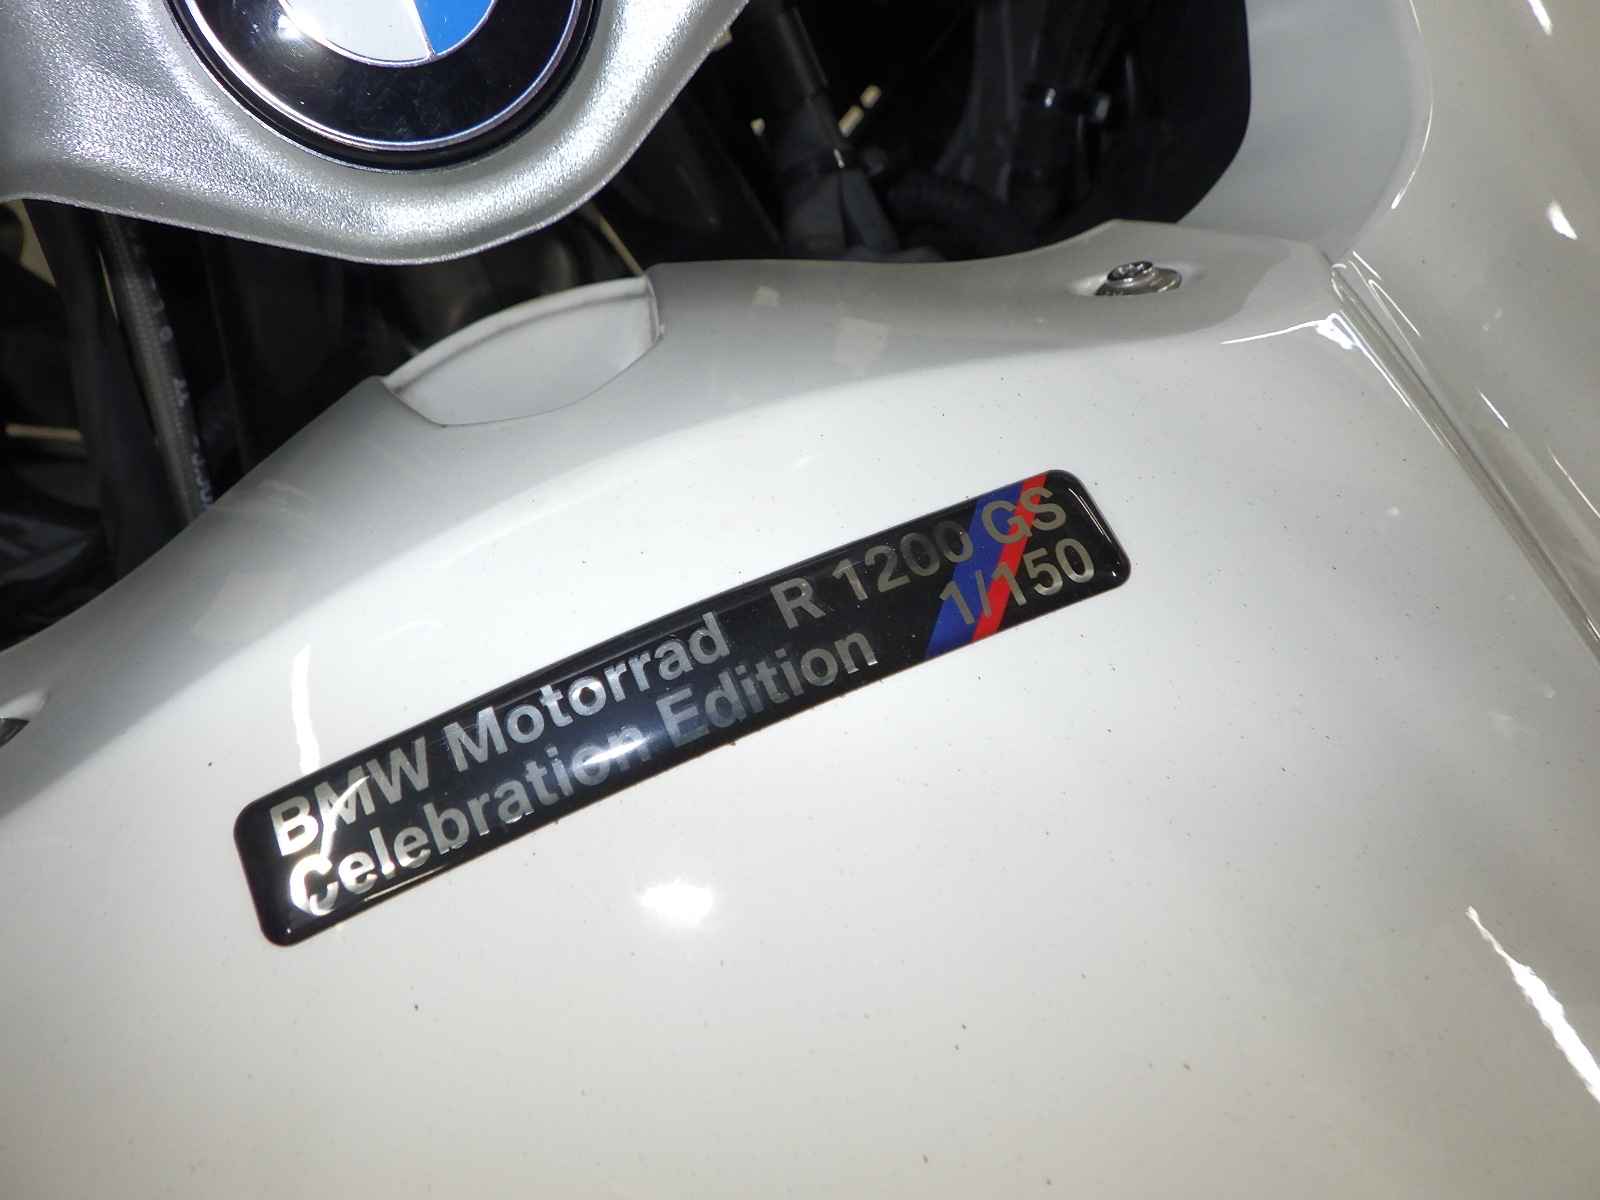 BMW Motorrad R 1200 GS
Celebration Edition 1/150